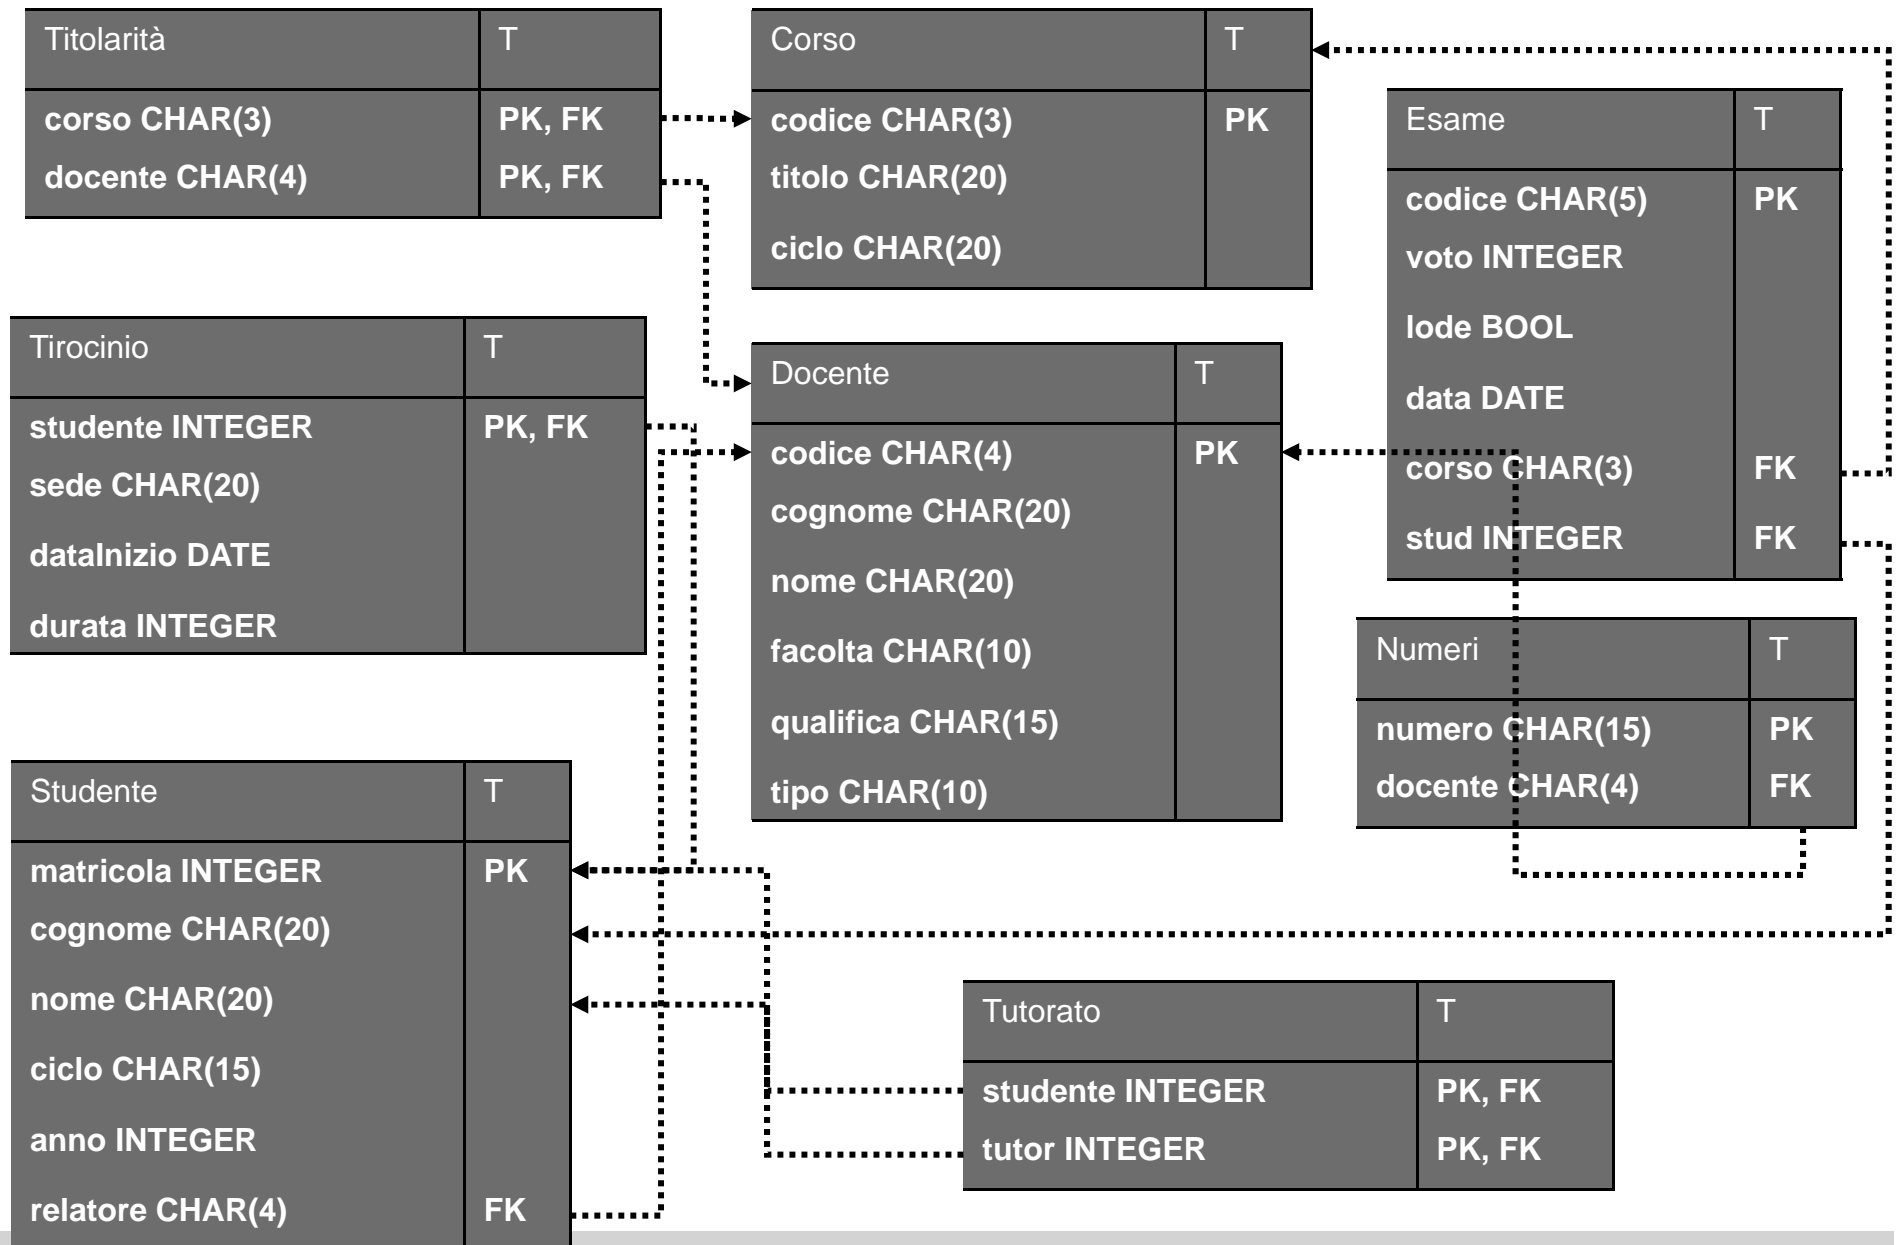 Titolarità T
corso CHAR(3) PK, FK
docente CHAR(4) PK, FK
Corso T
codice CHAR(3) PK
titolo CHAR(20)
ciclo CHAR(20)
Esame T
codice CHAR(5) PK
voto INTEGER
lode BOOL
data DATE
corso CHAR(3) FK
stud INTEGER FK
Tirocinio T
studente INTEGER PK, FK
sede CHAR(20)
dataInizio DATE
durata INTEGER
Docente T
codice CHAR(4) PK
cognome CHAR(20)
nome CHAR(20)
facolta CHAR(10)
qualifica CHAR(15)
tipo CHAR(10)
Numeri T
numero CHAR(15) PK
docente CHAR(4) FK
Studente T
matricola INTEGER PK
cognome CHAR(20)
nome CHAR(20)
ciclo CHAR(15)
anno INTEGER
relatore CHAR(4) FK
Tutorato T
studente INTEGER PK, FK
tutor INTEGER PK, FK